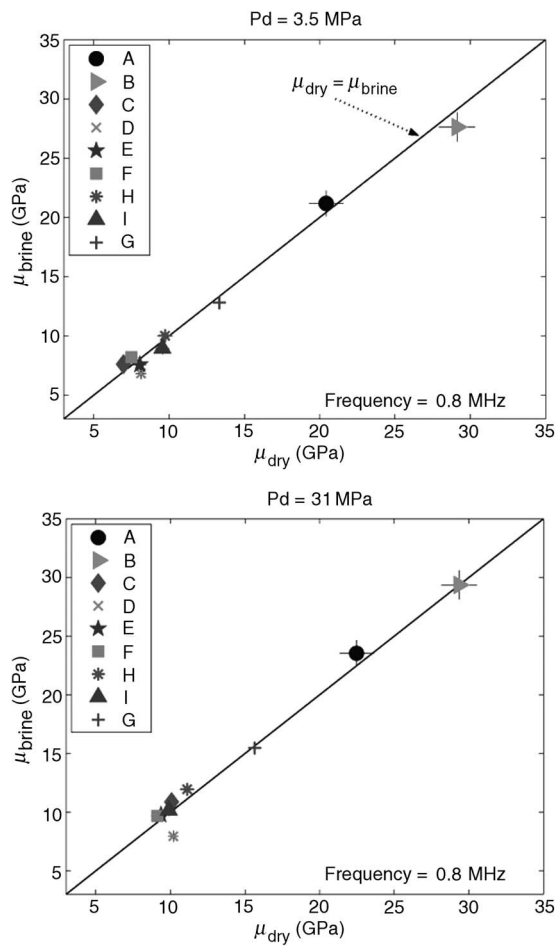 Pd = 3.5 MPa
35
30
25
20
15
10
5
A
B
C
D
E
F
H
I
G
μdry = μbrine
μbrine (GPa)
Frequency = 0.8 MHz
5 10 15 20 25 30 35
μdry (GPa)
Pd = 31 MPa
35
30
25
20
15
10
5
A
B
C
D
E
F
H
I
G
μbrine (GPa)
Frequency = 0.8 MHz
5 10 15 20 25 30 35
μdry (GPa)